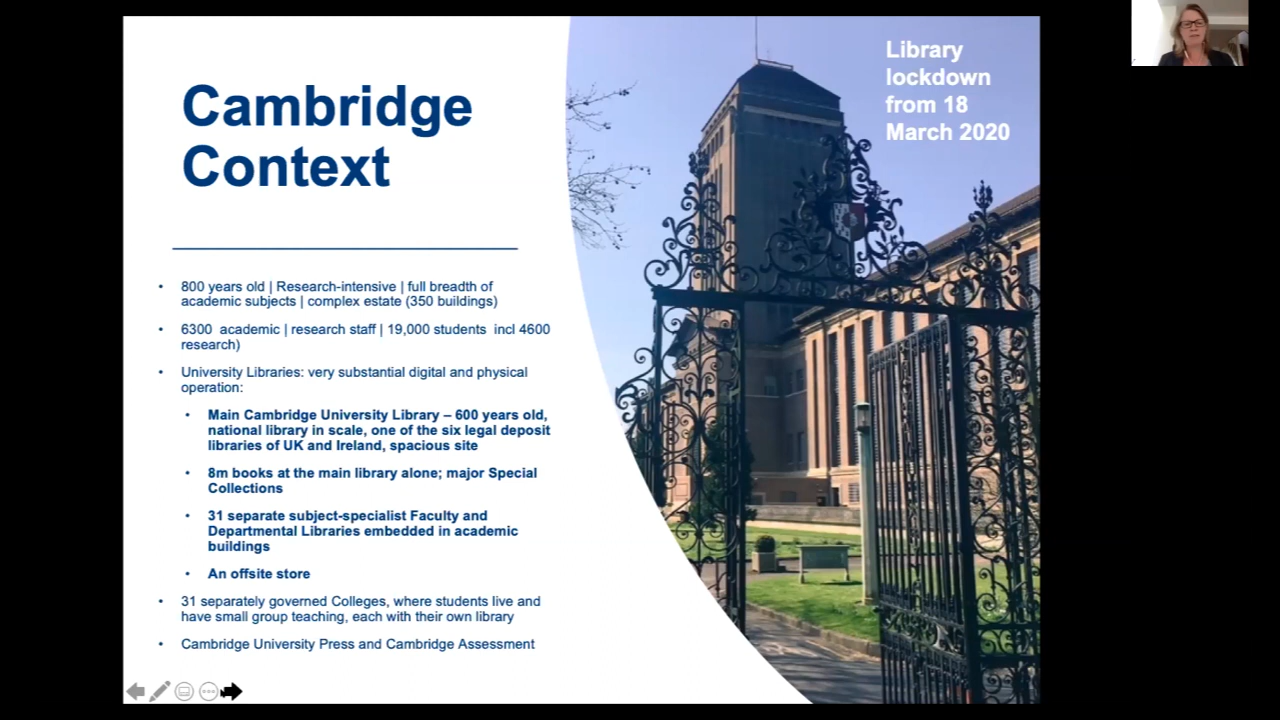 Cambridge
Context
Library
lockdown
from 18
March 2020
• 800 years old | Research-intensive | full breadth of
academic subjects | complex estate (350 buildings)
• 6300 academic | research staff | 19,000 students incl 4600
research)
• University Libraries: very substantial digital and physical
operation:
• Main Cambridge University Library – 600 years old,
national library in scale, one of the six legal deposit
libraries of UK and Ireland, spacious site
• 8m books at the main library alone; major Special
Collections
• 31 separate subject-specialist Faculty and
Departmental Libraries embedded in academic
buildings
• An offsite store
• 31 separately governed Colleges, where students live and
have small group teaching, each with their own library
• Cambridge University Press and Cambridge Assessment